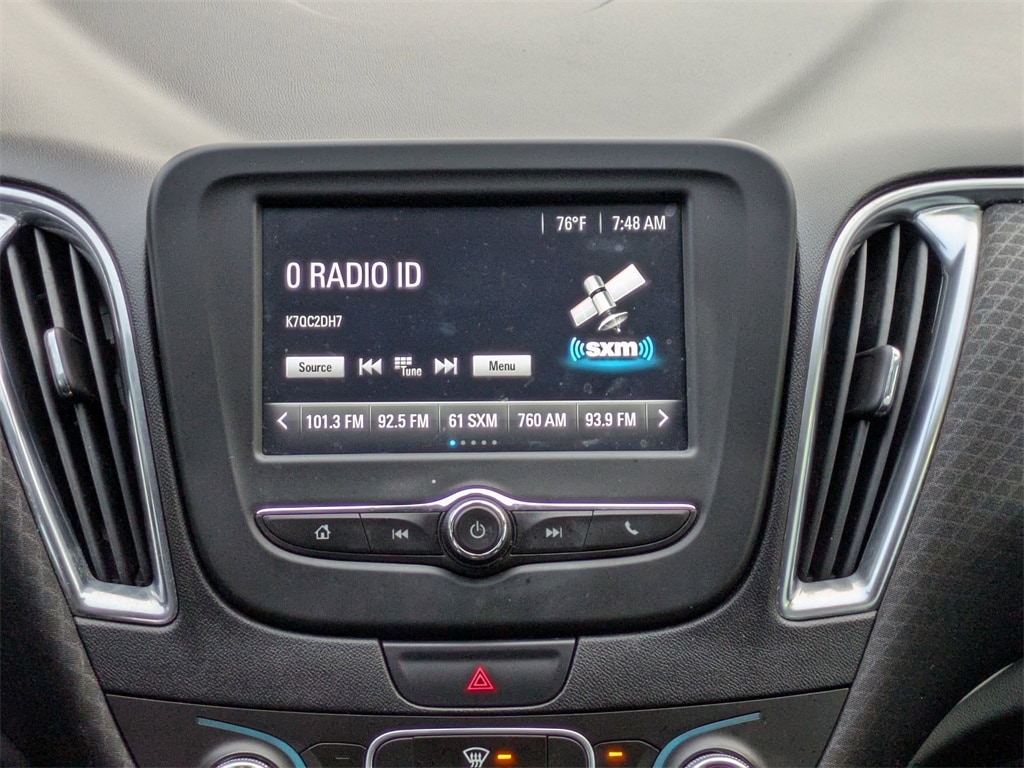 76°F 7:48 AM
0 RADIO ID
K7QC2DH7
sxm
Source Tune Menu
101.3 FM 92.5 FM 61 SXM 760 AM 93.9 FM